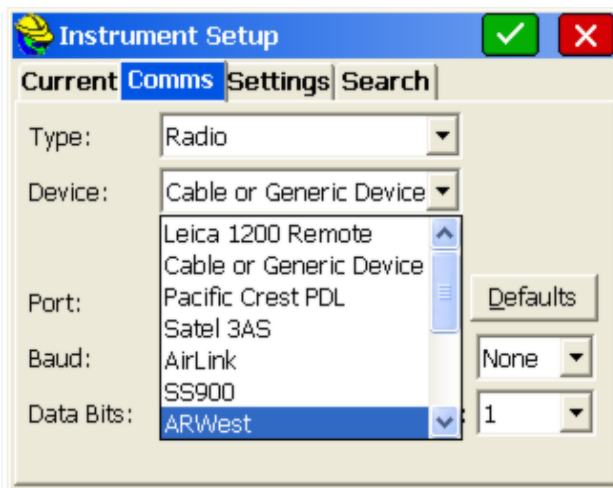 Instrument Setup
Current Comms Settings Search
Type: Radio
Device: Cable or Generic Device
Leica 1200 Remote
Cable or Generic Device
Pacific Crest PDL
Port: Defaults
Satel 3AS
Baud: AirLink None
SS900
Data Bits: ARWest : 1